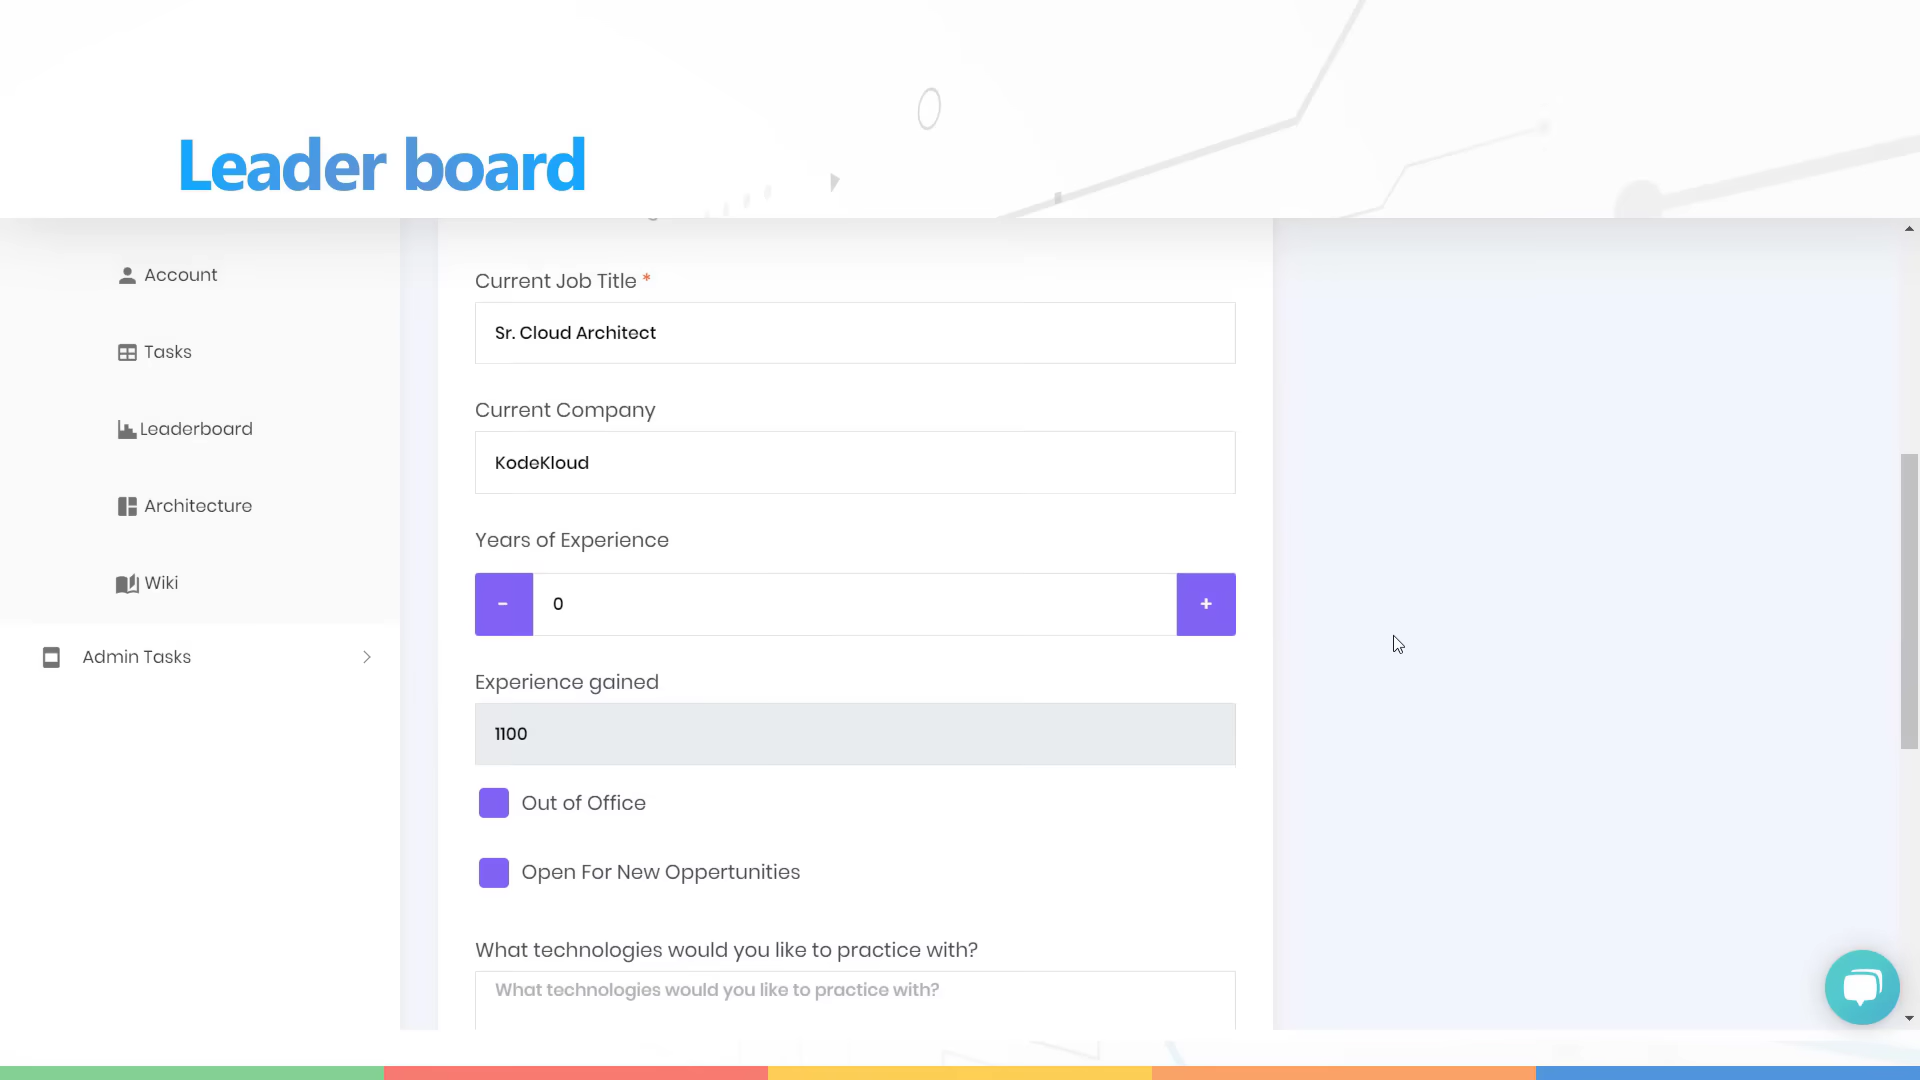 Leader board
Account
Tasks
Leaderboard
Architecture
Wiki
Admin Tasks
Current Job Title *
Sr. Cloud Architect
Current Company
KodeKloud
Years of Experience
- 0 +
Experience gained
1100
Out of Office
Open For New Oppertunities
What technologies would you like to practice with?
What technologies would you like to practice with?